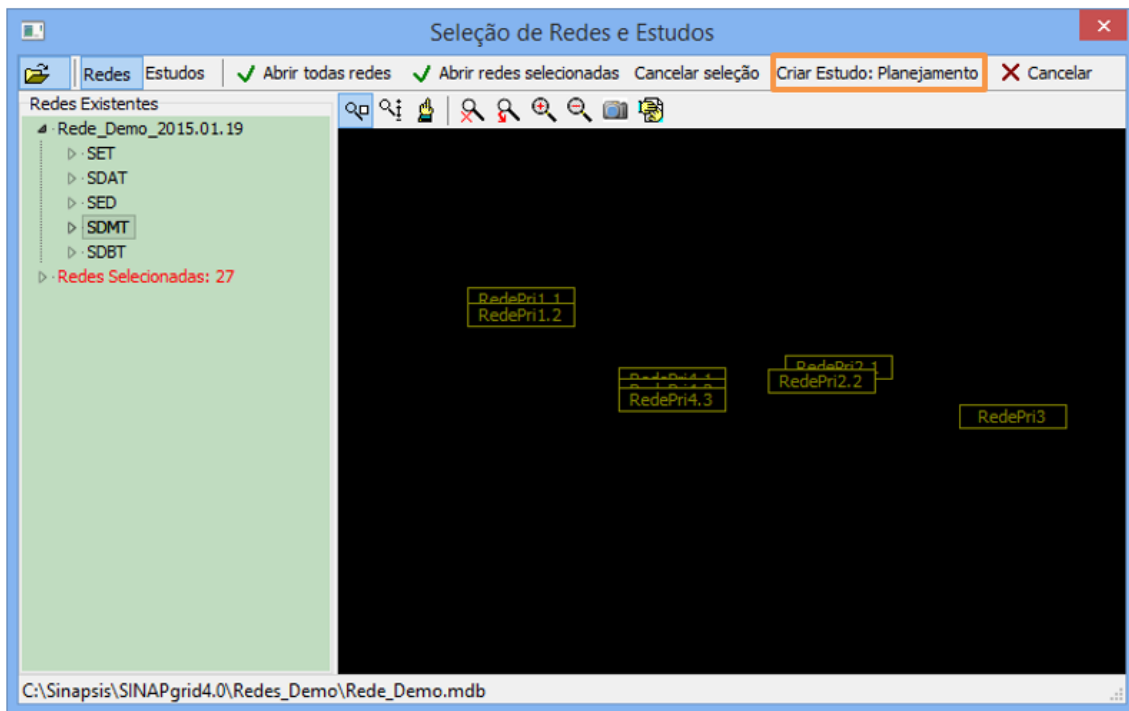 Seleção de Redes e Estudos
Redes Estudos Abrir todas redes Abrir redes selecionadas Cancelar seleção Criar Estudo: Planejamento Cancelar
Redes Existentes
Rede_Demo_2015.01.19
SET
SDAT
SED
SDMT
SDBT
Redes Selecionadas: 27
RedePri1.1
RedePri1.2
RedePri2.1
RedePri2.2
RedePri4.1
RedePri4.3
RedePri3
C:\Sinapsis\SINAPgrid4.0\Redes_Demo\Rede_Demo.mdb